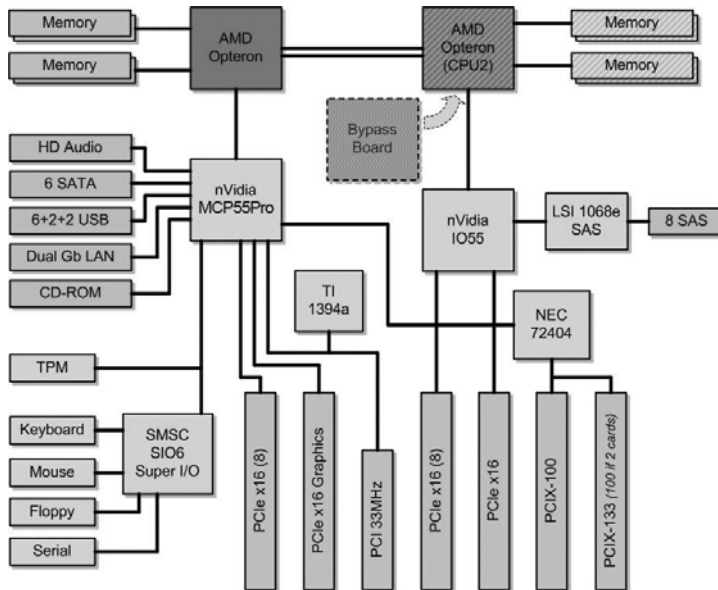 Memory
Memory
AMD
Opteron
AMD
Opteron
(CPU2)
Memory
Memory
Bypass
Board
HD Audio
6 SATA
6+2+2 USB
Dual Gb LAN
CD-ROM
nVidia
MCP55Pro
nVidia
IO55
LSI 1068e
SAS
8 SAS
TI
1394a
NEC
72404
TPM
Keyboard
Mouse
Floppy
Serial
SMSC
SIO6
Super I/O
PCIe x16 (8)
PCIe x16 Graphics
PCI 33MHz
PCIe x16 (8)
PCIe x16
PCIX-100
PCIX-133 (100 if 2 cards)